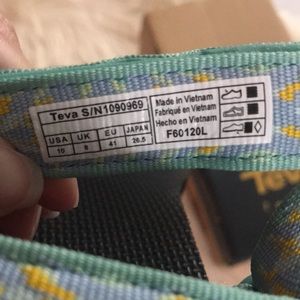 Teva S/N1090969
USA UK EU JAPAN
10 8 41 26.5
Made in Vietnam
Fabriqué en Vietnam
Hecho en Vietnam
F60120L
Teva